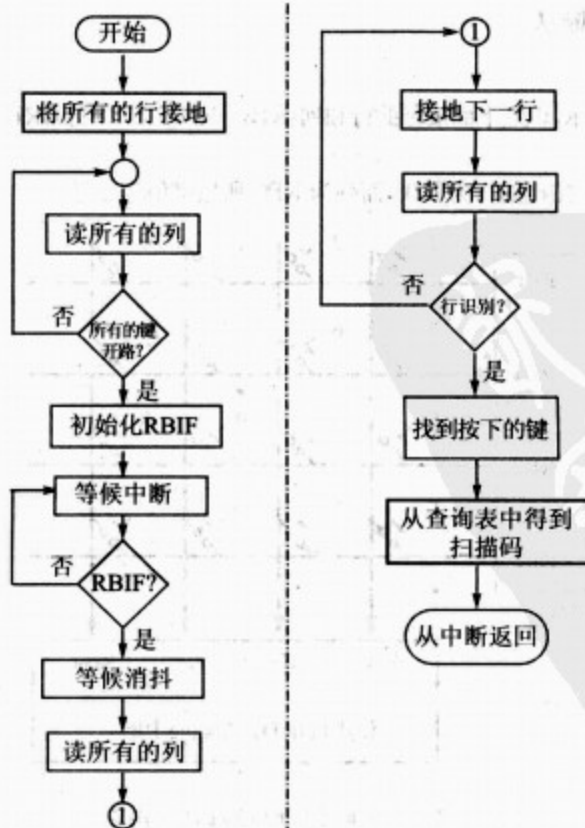 开始
将所有的行接地
读所有的列
所有的键
开路?
否
是
初始化RBIF
等候中断
RBIF?
否
是
等候消抖
读所有的列
1
1
接地下一行
读所有的列
行识别?
否
是
找到按下的键
从查询表中得到
扫描码
从中断返回